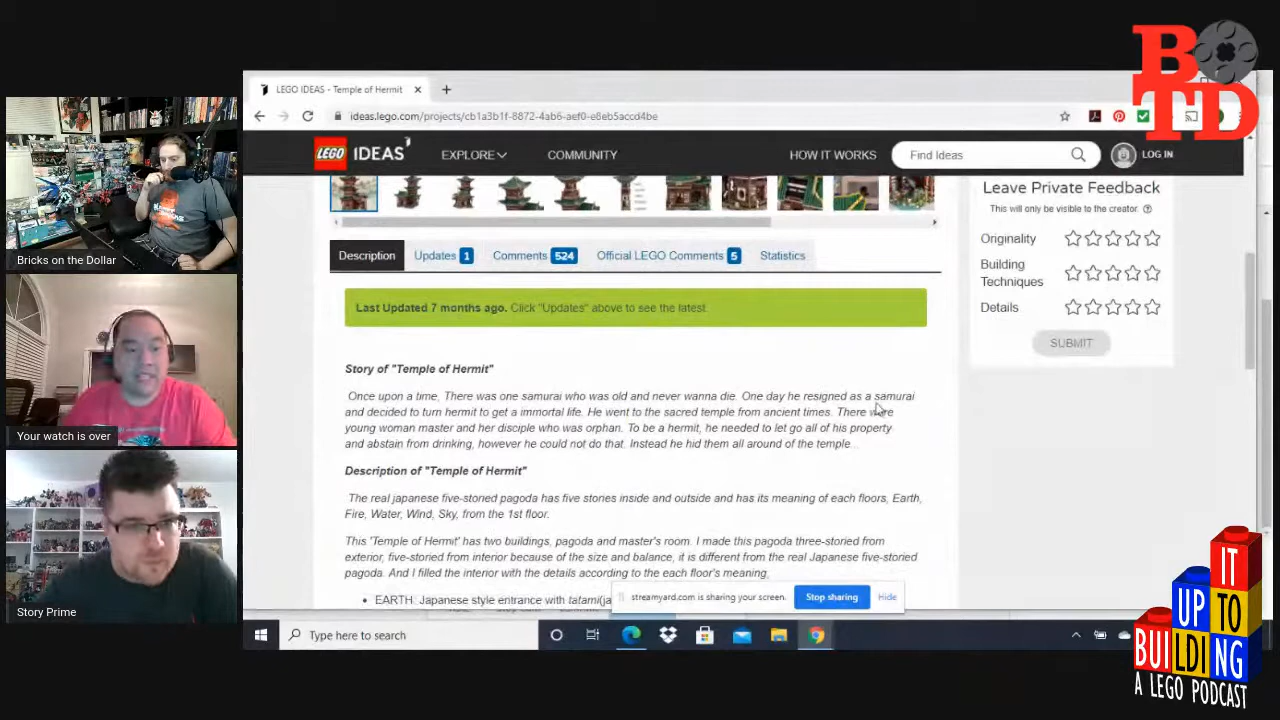 B TD
LEGO IDEAS - Temple of Hermit
ideas.lego.com/projects/cb1a3b1f-8872-4ab6-aef0-e8eb5accd4be
LEGO IDEAS EXPLORE COMMUNITY HOW IT WORKS Find Ideas LOG IN
Leave Private Feedback
This will only be visible to the creator.
Originality
Building Techniques
Details
SUBMIT
Description Updates 1 Comments 524 Official LEGO Comments 5 Statistics
Last Updated 7 months ago. Click "Updates" above to see the latest.
Story of "Temple of Hermit"
Once upon a time, There was one samurai who was old and never wanna die. One day he resigned as a samurai
and decided to turn hermit to get a immortal life. He went to the sacred temple from ancient times. There were
young woman master and her disciple who was orphan. To be a hermit, he needed to let go all of his property
and abstain from drinking, however he could not do that. Instead he hid them all around of the temple...
Description of "Temple of Hermit"
The real japanese five-storied pagoda has five stories inside and outside and has its meaning of each floors, Earth,
Fire, Water, Wind, Sky, from the 1st floor.
This 'Temple of Hermit' has two buildings, pagoda and master's room. I made this pagoda three-storied from
exterior, five-storied from interior because of the size and balance, it is different from the real Japanese five-storied
pagoda. And I filled the interior with the details according to the each floor's meaning.
• EARTH: Japanese style entrance with tatami(ja
streamyard.com is sharing your screen. Stop sharing Hide
Type here to search
Bricks on the Dollar
Your watch is over
Story Prime
IT
UP TO
BUILDING
A LEGO PODCAST